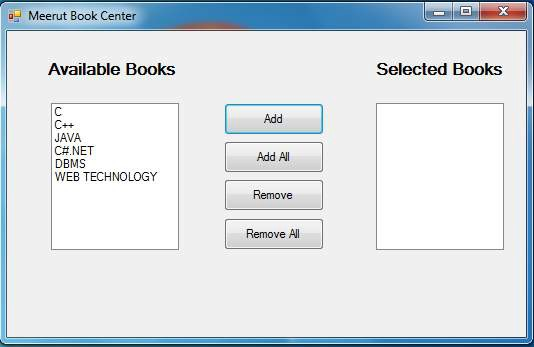 Meerut Book Center
Available Books
Selected Books
C
C++
JAVA
C#.NET
DBMS
WEB TECHNOLOGY
Add
Add All
Remove
Remove All